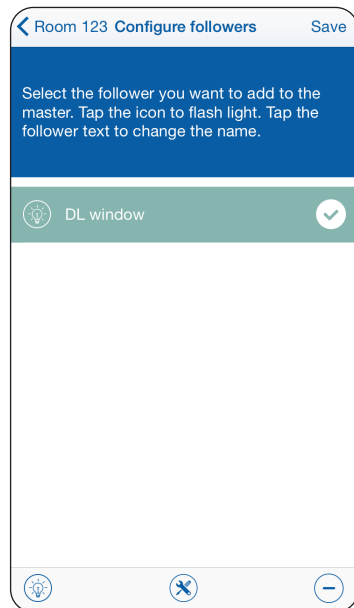 Room 123 Configure followers Save
Select the follower you want to add to the
master. Tap the icon to flash light. Tap the
follower text to change the name.
DL window